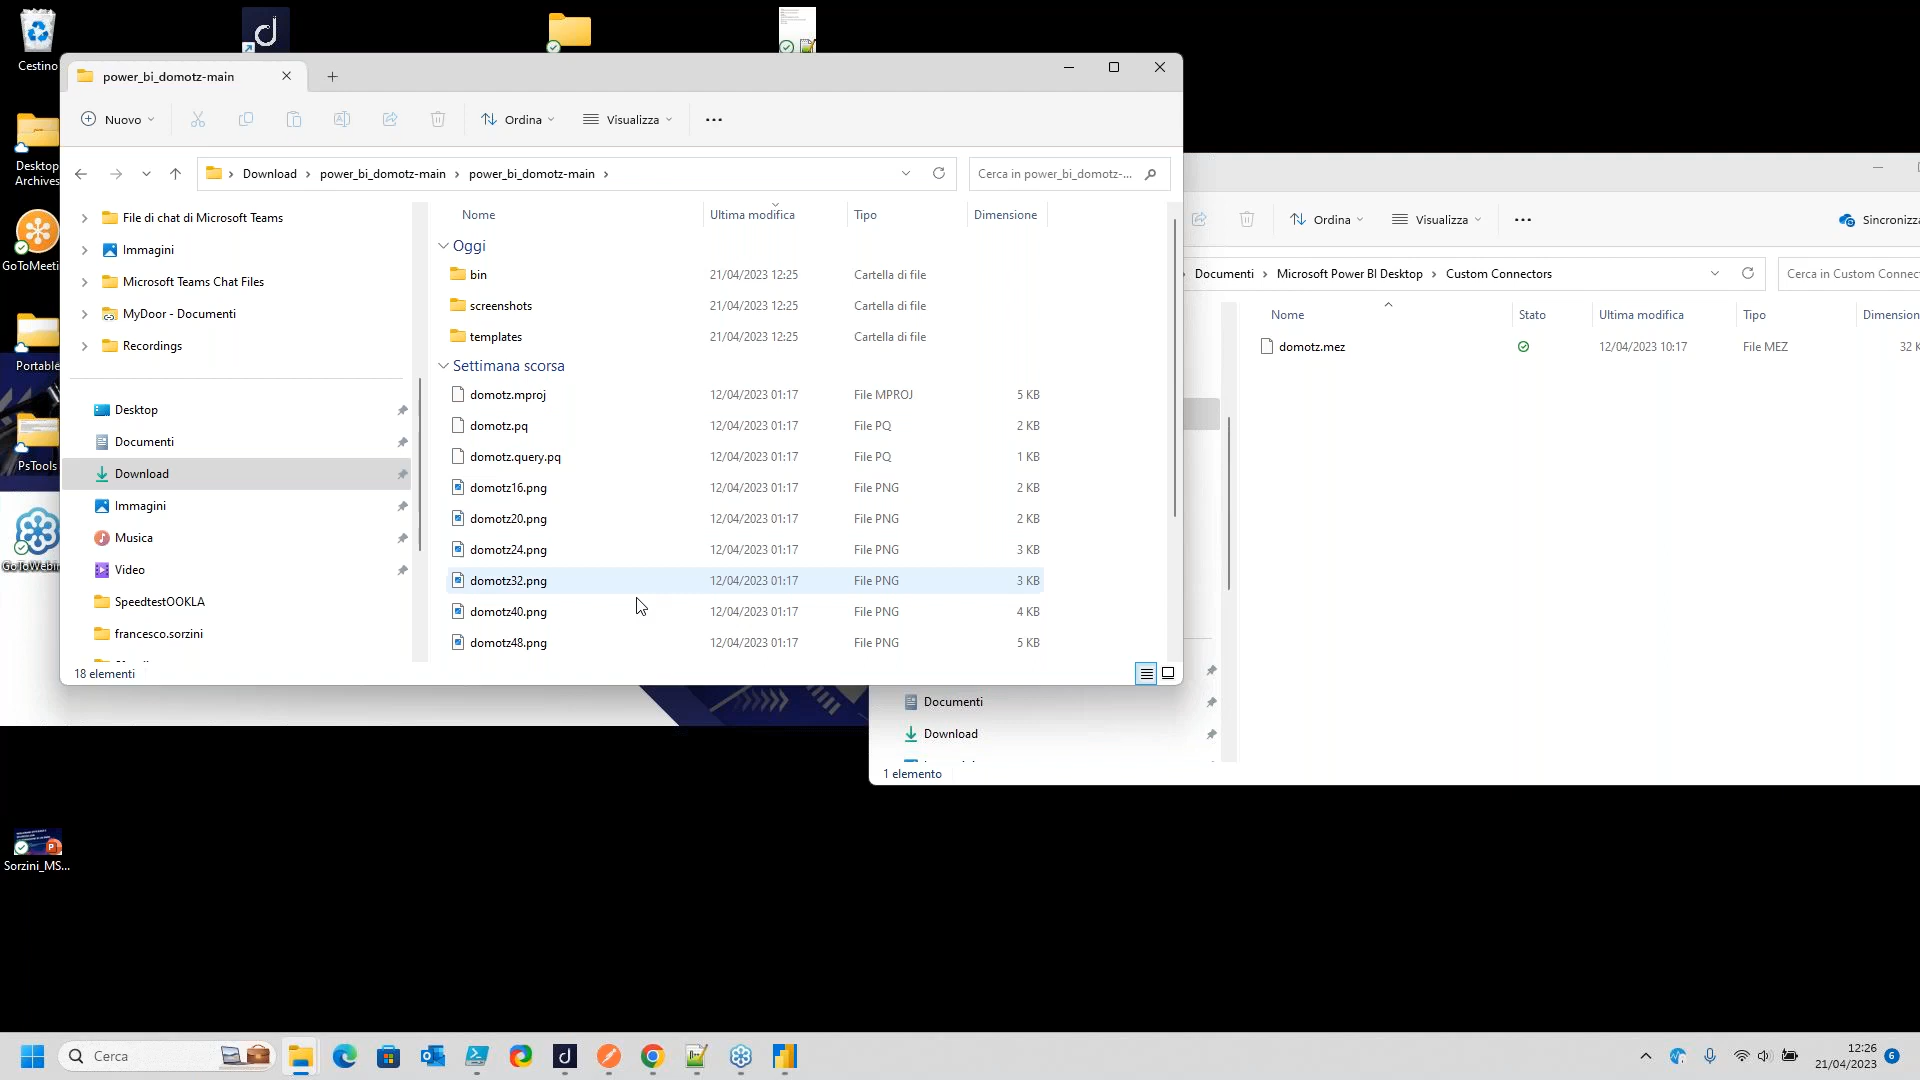 Cestino
Desktop
Archives
GoToMeeti
Portable
PsTools
GoToWebin
Sorzini_MS...
power_bi_domotz-main
Nuovo
Ordina
Visualizza
Download
power_bi_domotz-main
power_bi_domotz-main
Cerca in power_bi_domotz-...
File di chat di Microsoft Teams
Immagini
Microsoft Teams Chat Files
MyDoor - Documenti
Recordings
Desktop
Documenti
Download
Immagini
Musica
Video
SpeedtestOOKLA
francesco.sorzini
Nome Ultima modifica Tipo Dimensione
Oggi
bin 21/04/2023 12:25 Cartella di file
screenshots 21/04/2023 12:25 Cartella di file
templates 21/04/2023 12:25 Cartella di file
Settimana scorsa
domotz.mproj 12/04/2023 01:17 File MPROJ 5 KB
domotz.pq 12/04/2023 01:17 File PQ 2 KB
domotz.query.pq 12/04/2023 01:17 File PQ 1 KB
domotz16.png 12/04/2023 01:17 File PNG 2 KB
domotz20.png 12/04/2023 01:17 File PNG 2 KB
domotz24.png 12/04/2023 01:17 File PNG 3 KB
domotz32.png 12/04/2023 01:17 File PNG 3 KB
domotz40.png 12/04/2023 01:17 File PNG 4 KB
domotz48.png 12/04/2023 01:17 File PNG 5 KB
18 elementi
Ordina
Visualizza
Sincronizza
Documenti
Microsoft Power BI Desktop
Custom Connectors
Cerca in Custom Connec
Nome Stato Ultima modifica Tipo Dimension
domotz.mez 12/04/2023 10:17 File MEZ 32 K
Documenti
Download
1 elemento
Cerca
12:26
21/04/2023
6